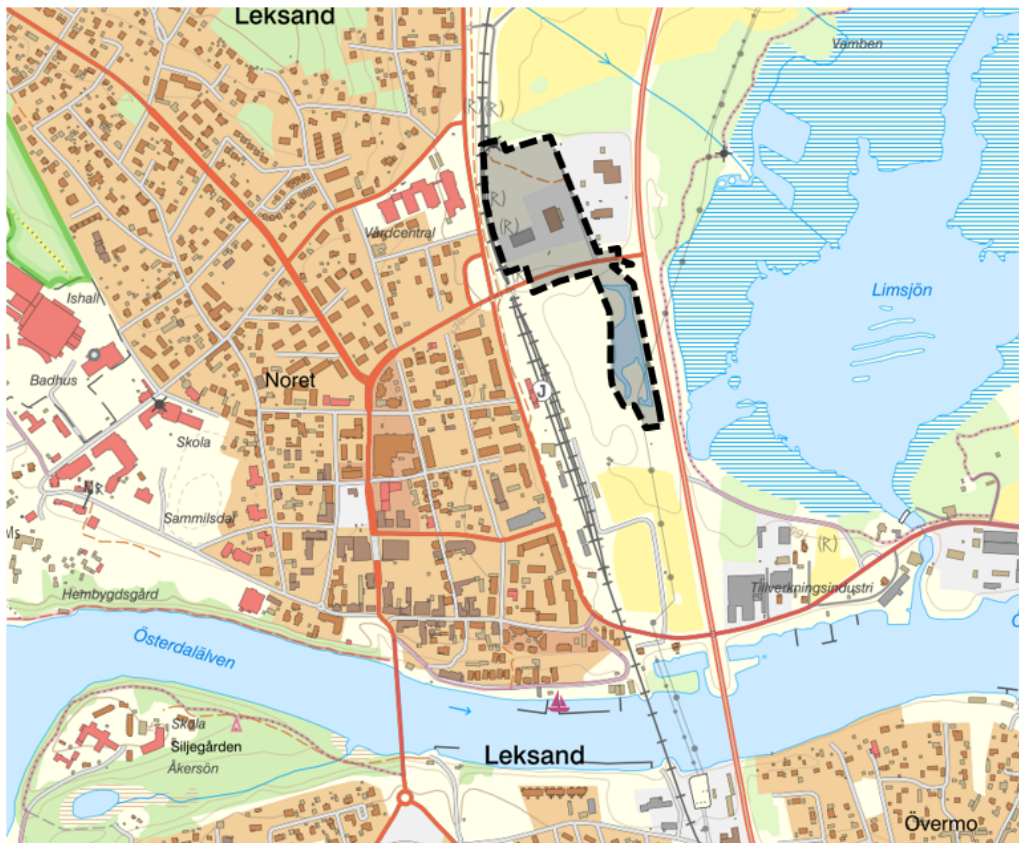 Leksand
Vamben
R)
(R)
(R)
(R)
Vårdcentral
Ishall
Limsjön
Badhus
Noret
J
Skola
Sammilsdal
(R)
Tillverkningsindustri
Hembygdsgård
Österdalälven
Skola
Siljegården
Åkersön
Leksand
Övermo